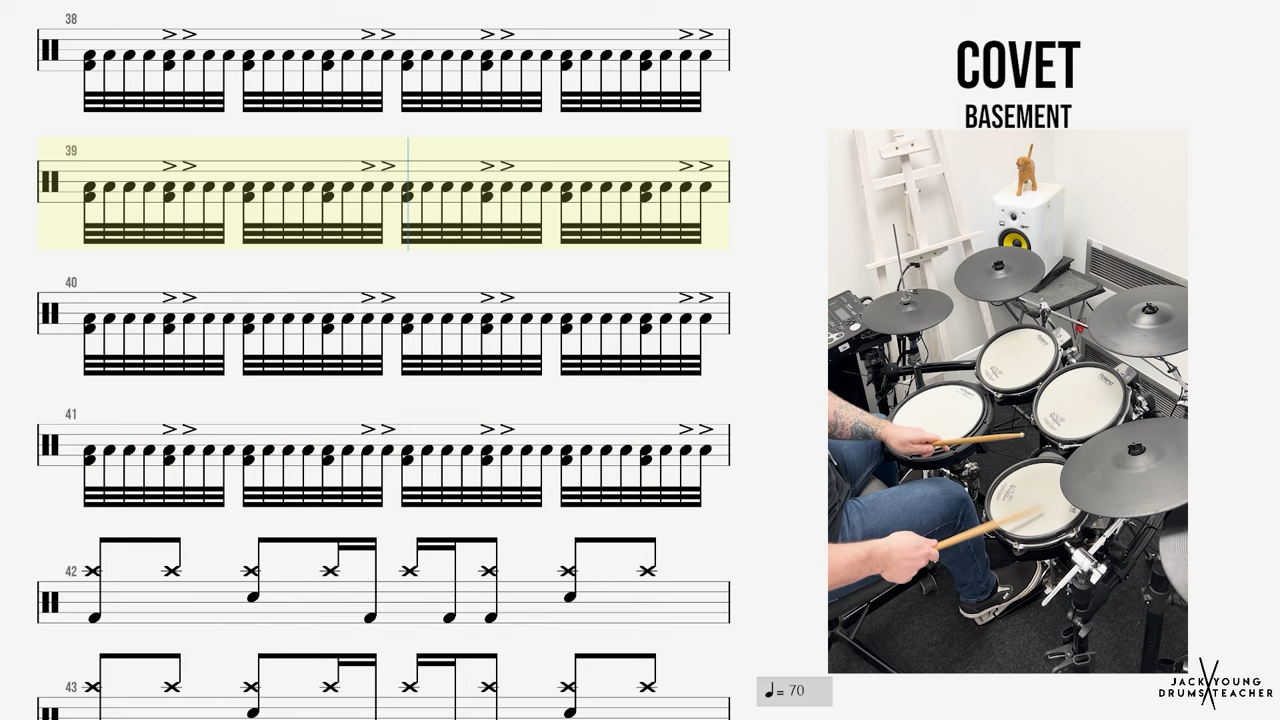 38
39
40
41
42
43
COVET
BASEMENT
= 70
JACK YOUNG
DRUMS TEACHER